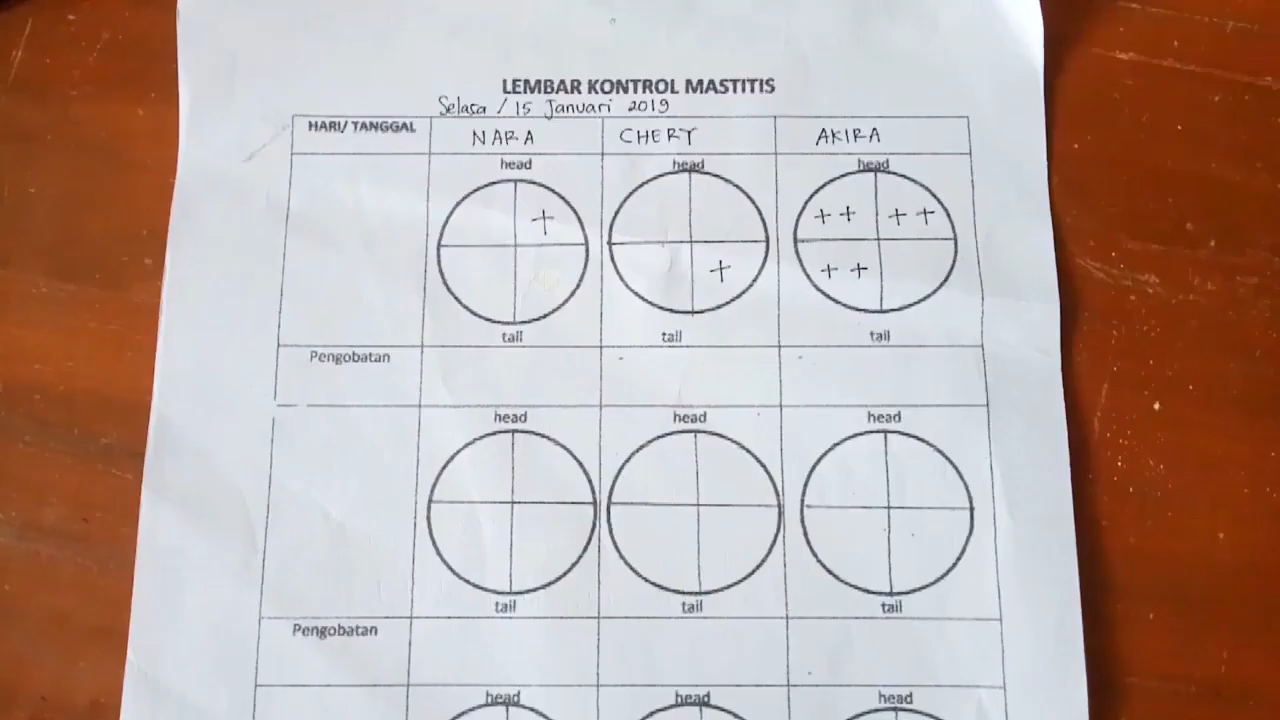 LEMBAR KONTROL MASTITIS
Selasa / 15 Januari 2019
HARI/ TANGGAL NARA CHERY AKIRA
head head head
+ ++ ++
+ ++
tail tail tail
Pengobatan
head head head
tail tail tail
Pengobatan
head head head